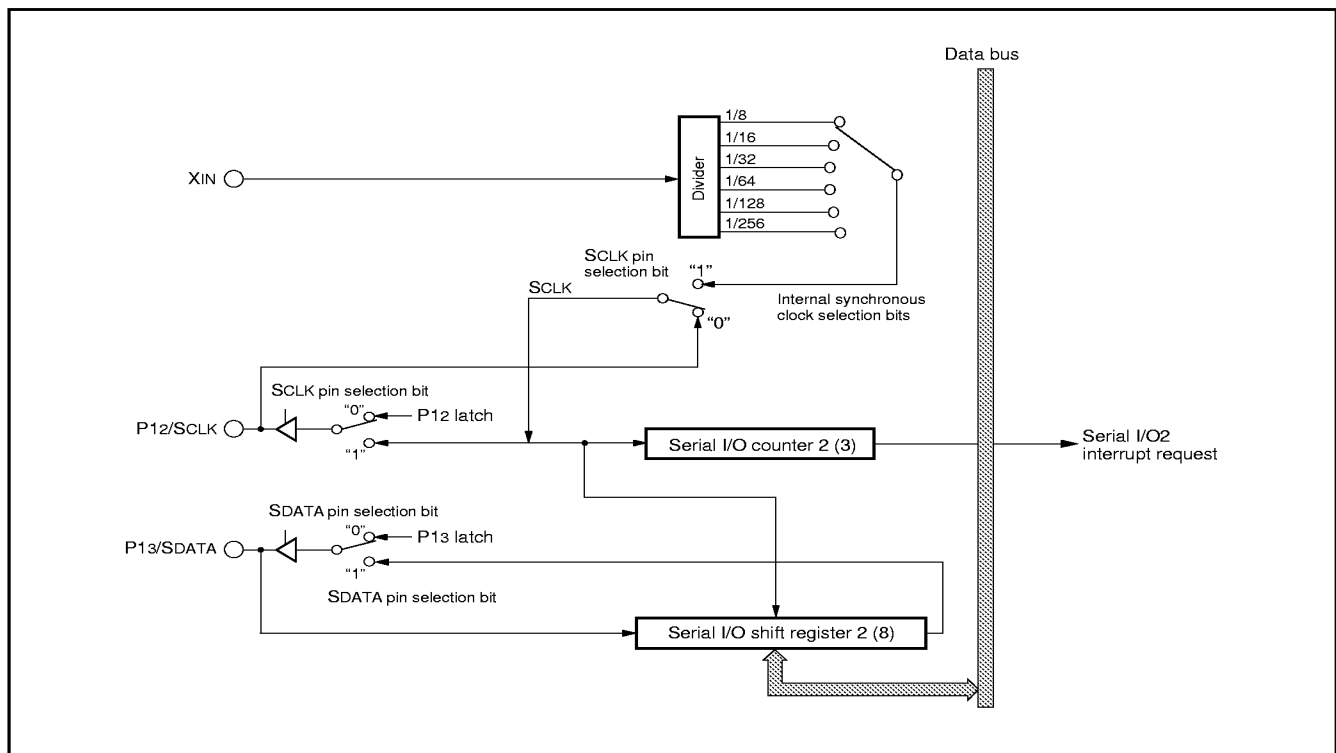 Data bus
XIN
Divider
1/8
1/16
1/32
1/64
1/128
1/256
SCLK pin
selection bit
"1"
SCLK
"0"
Internal synchronous
clock selection bits
SCLK pin selection bit
P12/SCLK
"0"
P12 latch
"1"
Serial I/O counter 2 (3)
Serial I/O2
interrupt request
SDATA pin selection bit
P13/SDATA
"0"
P13 latch
"1"
SDATA pin selection bit
Serial I/O shift register 2 (8)